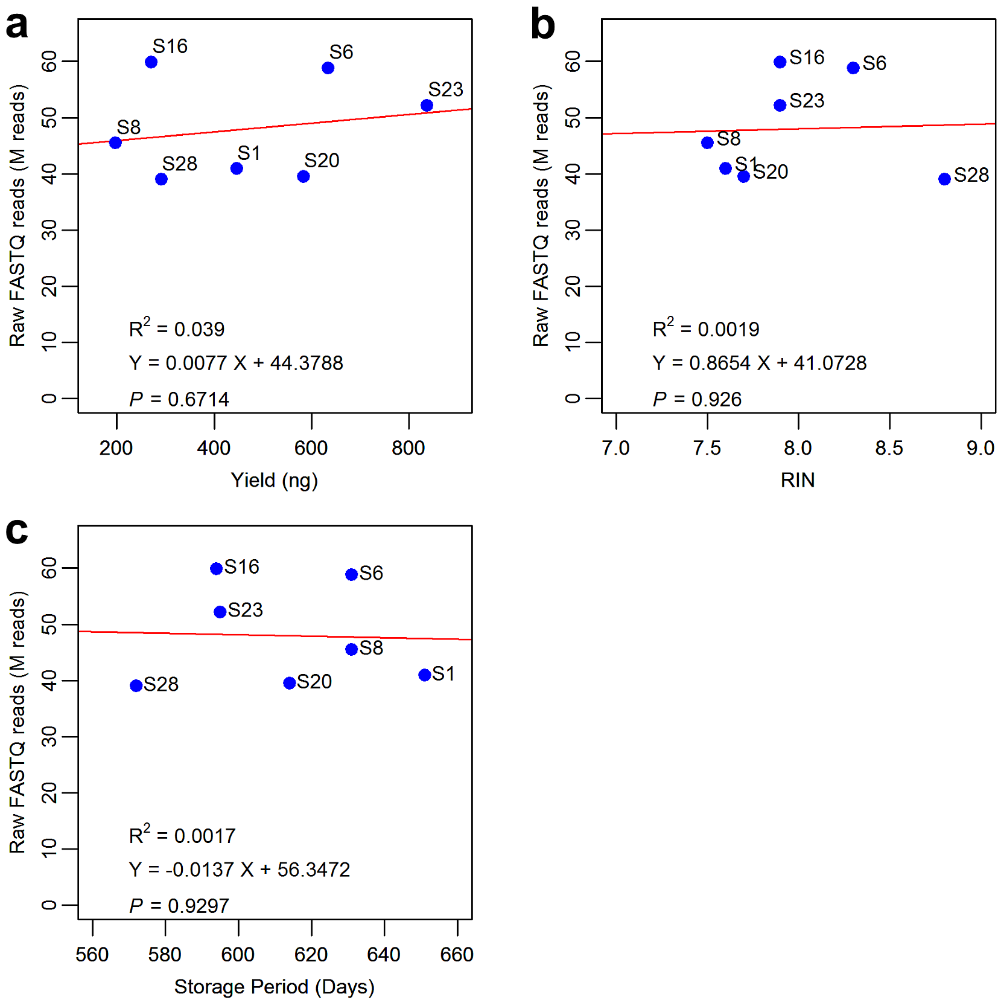 a
S16
S6
S23
S8
S28
S1
S20
R2 = 0.039
Y = 0.0077 X + 44.3788
P = 0.6714
0
10
20
30
40
50
60
Raw FASTQ reads (M reads)
200 400 600 800
Yield (ng)
b
S16
S6
S23
S8
S1
S20
S28
R2 = 0.0019
Y = 0.8654 X + 41.0728
P = 0.926
0
10
20
30
40
50
60
Raw FASTQ reads (M reads)
7.0 7.5 8.0 8.5 9.0
RIN
c
S16
S6
S23
S8
S28
S20
S1
R2 = 0.0017
Y = -0.0137 X + 56.3472
P = 0.9297
0
10
20
30
40
50
60
Raw FASTQ reads (M reads)
560 580 600 620 640 660
Storage Period (Days)